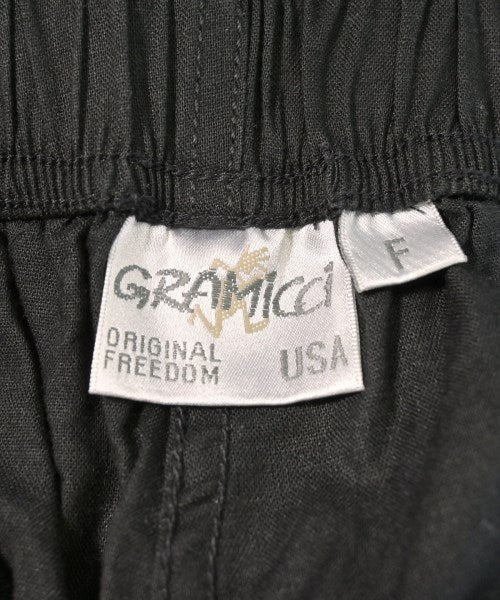 GRAMicci
ORIGINAL
FREEDOM
USA
F